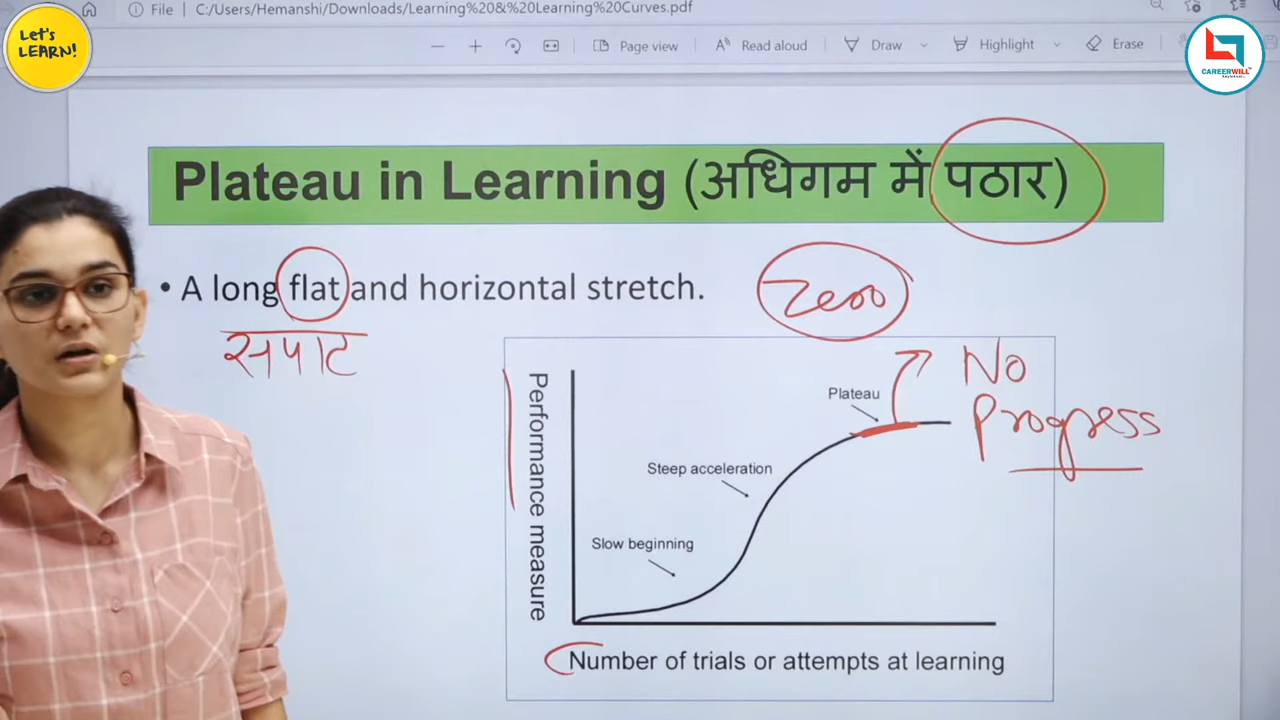 Let's
LEARN!
File | C:/Users/Hemanshi/Downloads/Learning%20&%20Learning%20Curves.pdf
Page view
Read aloud
Draw
Highlight
Erase
CAREERWILL
Plateau in Learning (अधिगम में पठार)
• A long flat and horizontal stretch.
Zero
सपाट
Performance measure
Plateau
No
Progress
Steep acceleration
Slow beginning
Number of trials or attempts at learning